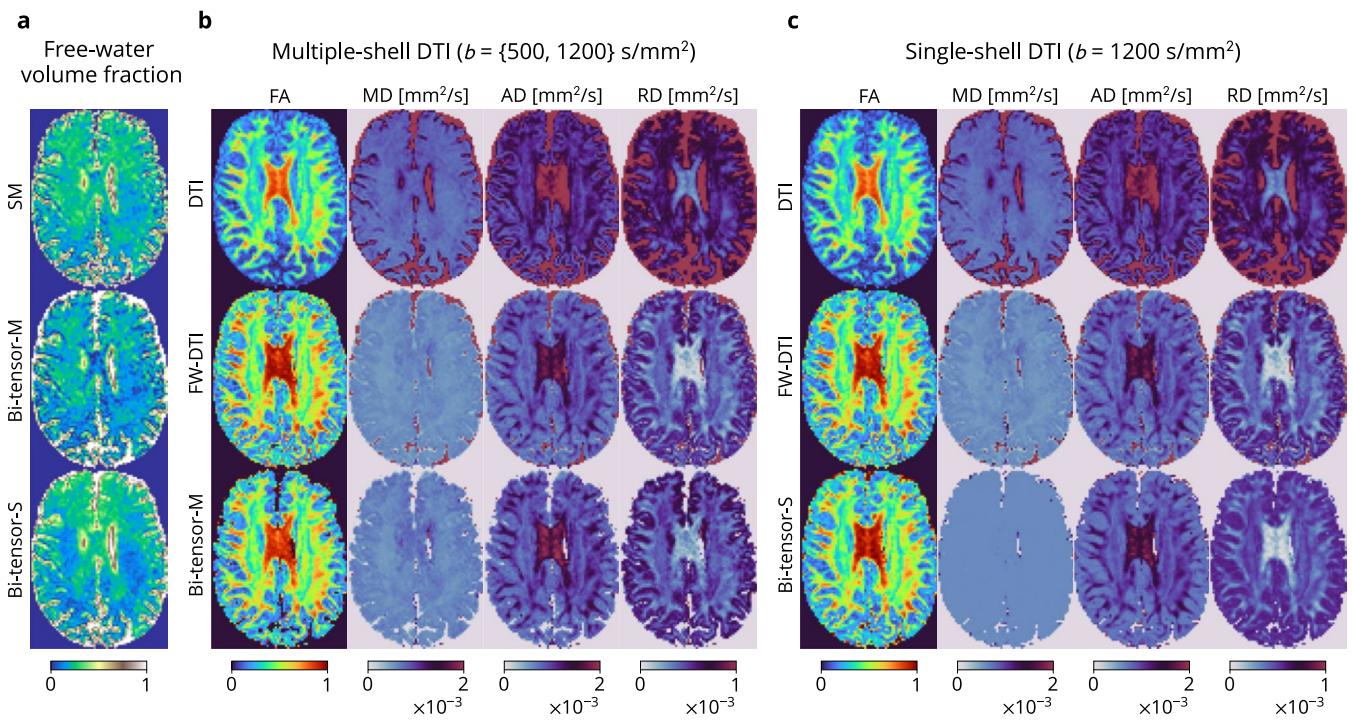 a
Free-water
volume fraction
SM
Bi-tensor-M
Bi-tensor-S
0 1
b
Multiple-shell DTI (b = {500, 1200} s/mm²)
FA MD [mm²/s] AD [mm²/s] RD [mm²/s]
DTI
FW-DTI
Bi-tensor-M
0 1 0 2 0 2 0 1
×10⁻³ ×10⁻³ ×10⁻³
c
Single-shell DTI (b = 1200 s/mm²)
FA MD [mm²/s] AD [mm²/s] RD [mm²/s]
DTI
FW-DTI
Bi-tensor-S
0 1 0 2 0 2 0 1
×10⁻³ ×10⁻³ ×10⁻³